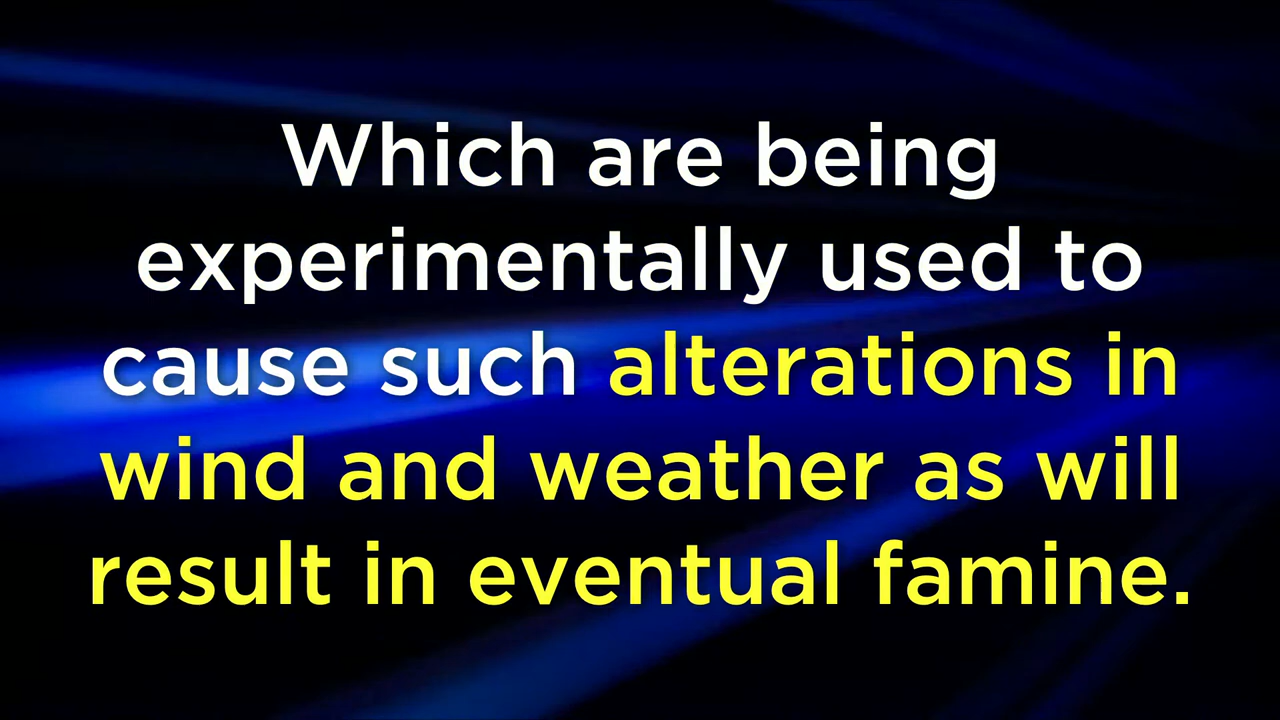 Which are being
experimentally used to
cause such alterations in
wind and weather as will
result in eventual famine.